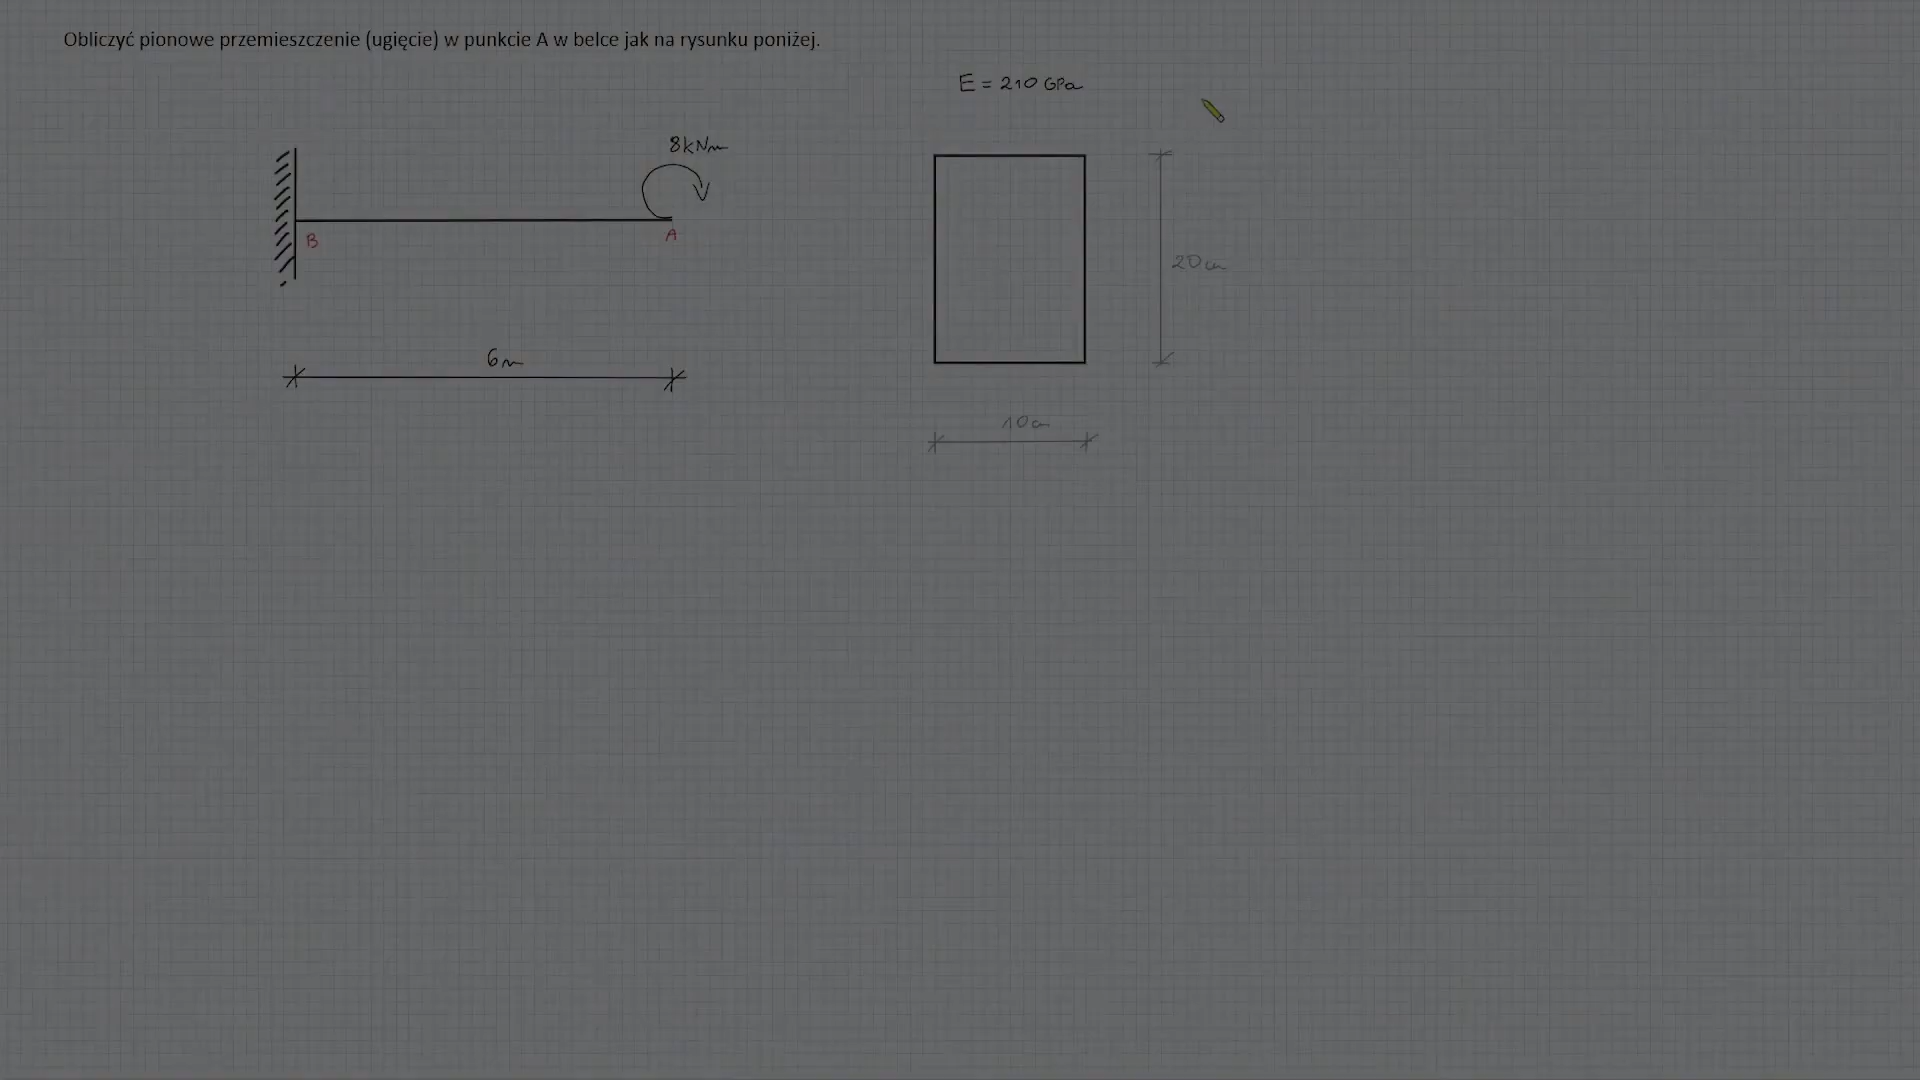 Obliczyć pionowe przemieszczenie (ugięcie) w punkcie A w belce jak na rysunku poniżej.
E = 210 GPa
8kNm
B
A
20cm
6m
10cm